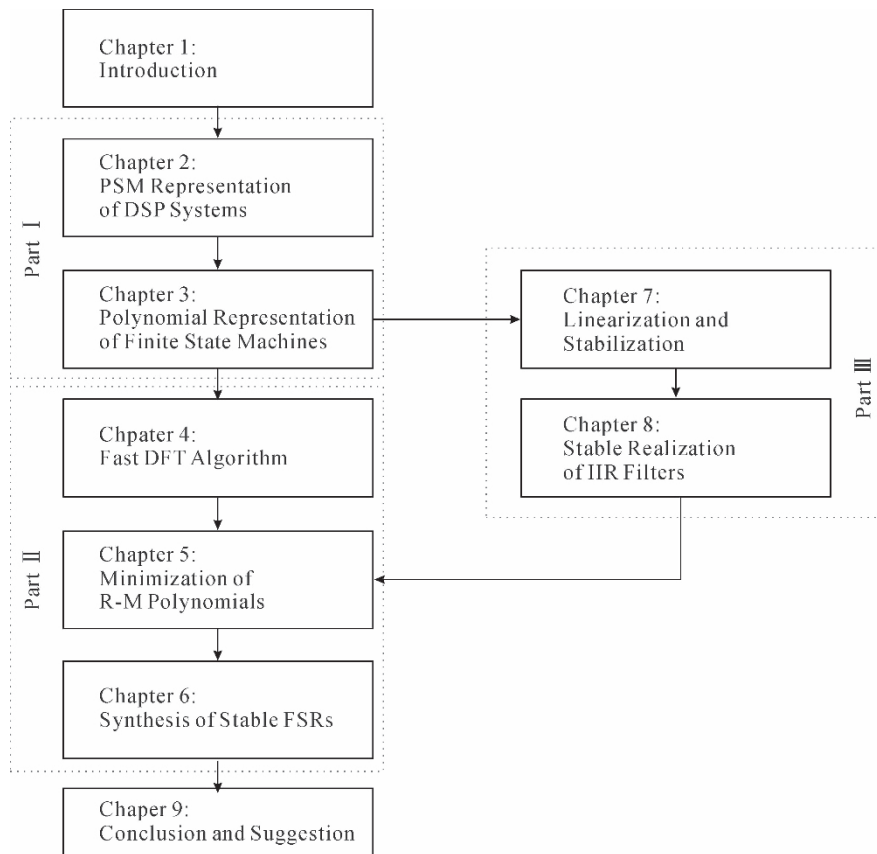 Chapter 1:
Introduction
Part Ⅰ
Chapter 2:
PSM Representation
of DSP Systems
Chapter 3:
Polynomial Representation
of Finite State Machines
Part Ⅱ
Chpater 4:
Fast DFT Algorithm
Chapter 5:
Minimization of
R-M Polynomials
Chapter 6:
Synthesis of Stable FSRs
Chaper 9:
Conclusion and Suggestion
Part Ⅲ
Chapter 7:
Linearization and
Stabilization
Chapter 8:
Stable Realization
of IIR Filters